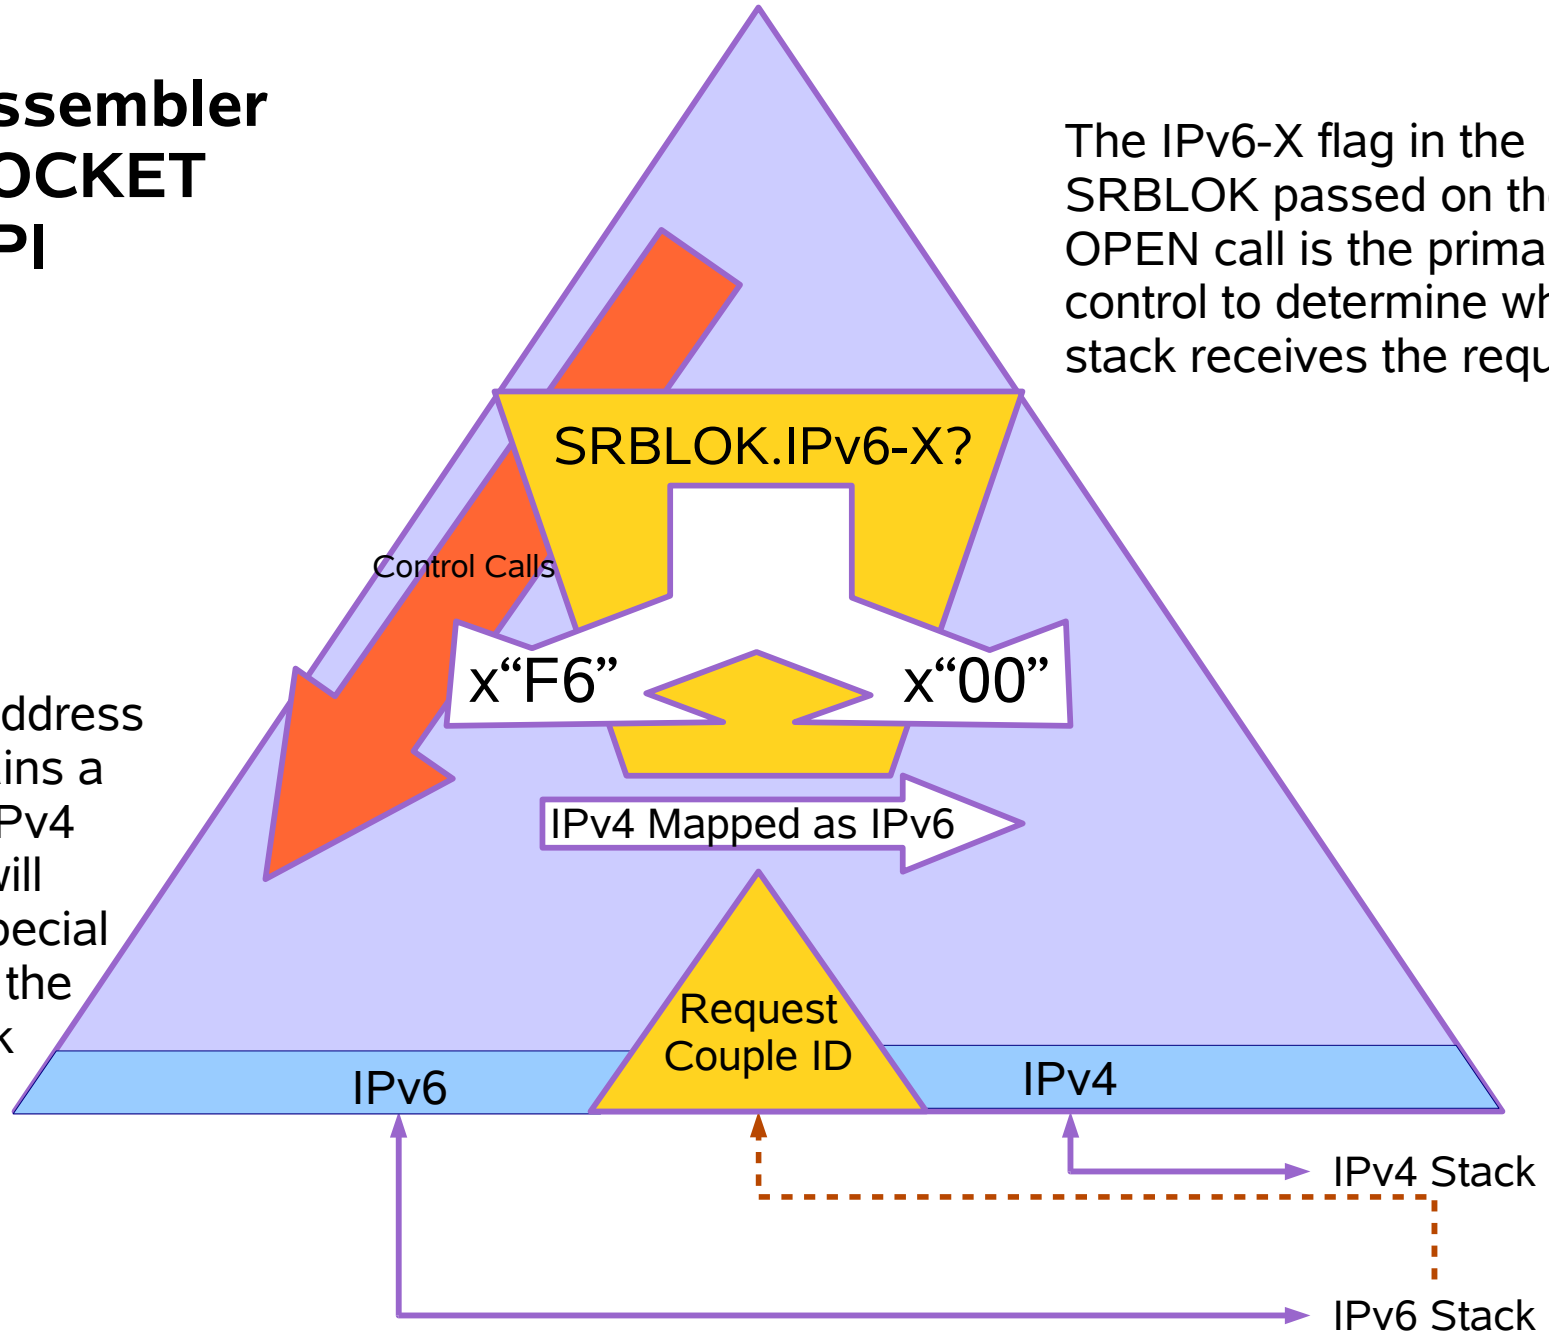 ssembler
OCKET
PI
The IPv6-X flag in the
SRBLOK passed on the
OPEN call is the prima
control to determine wh
stack receives the requ
SRBLOK.IPv6-X?
Control Calls
x“F6”
x“00”
ddress
ins a
Pv4
will
pecial
the
k
IPv4 Mapped as IPv6
Request
Couple ID
IPv6
IPv4
IPv4 Stack
IPv6 Stack